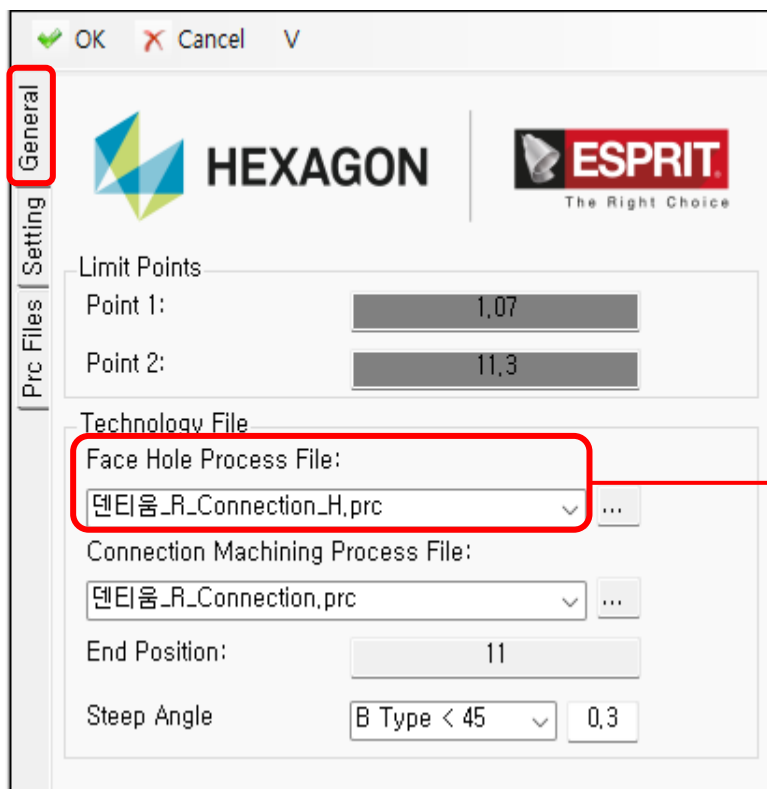 OK Cancel V
General
Setting
Prc Files
HEXAGON
ESPRIT.
The Right Choice
Limit Points
Point 1: 1,07
Point 2: 11,3
Technology File
Face Hole Process File:
덴티움_R_Connection_H,prc ...
Connection Machining Process File:
덴티움_R_Connection,prc ...
End Position: 11
Steep Angle B Type < 45 0,3